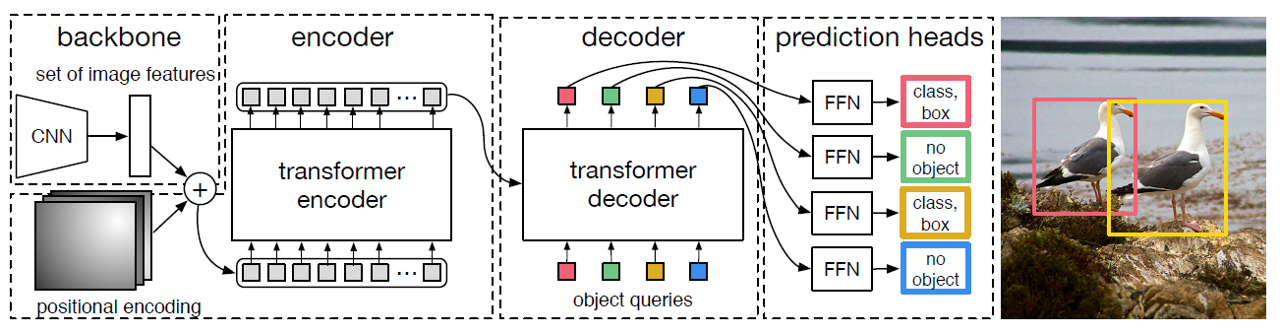 backbone
set of image features
CNN
+
positional encoding
encoder
...
transformer
encoder
...
decoder
transformer
decoder
object queries
prediction heads
FFN
class,
box
FFN
no
object
FFN
class,
box
FFN
no
object